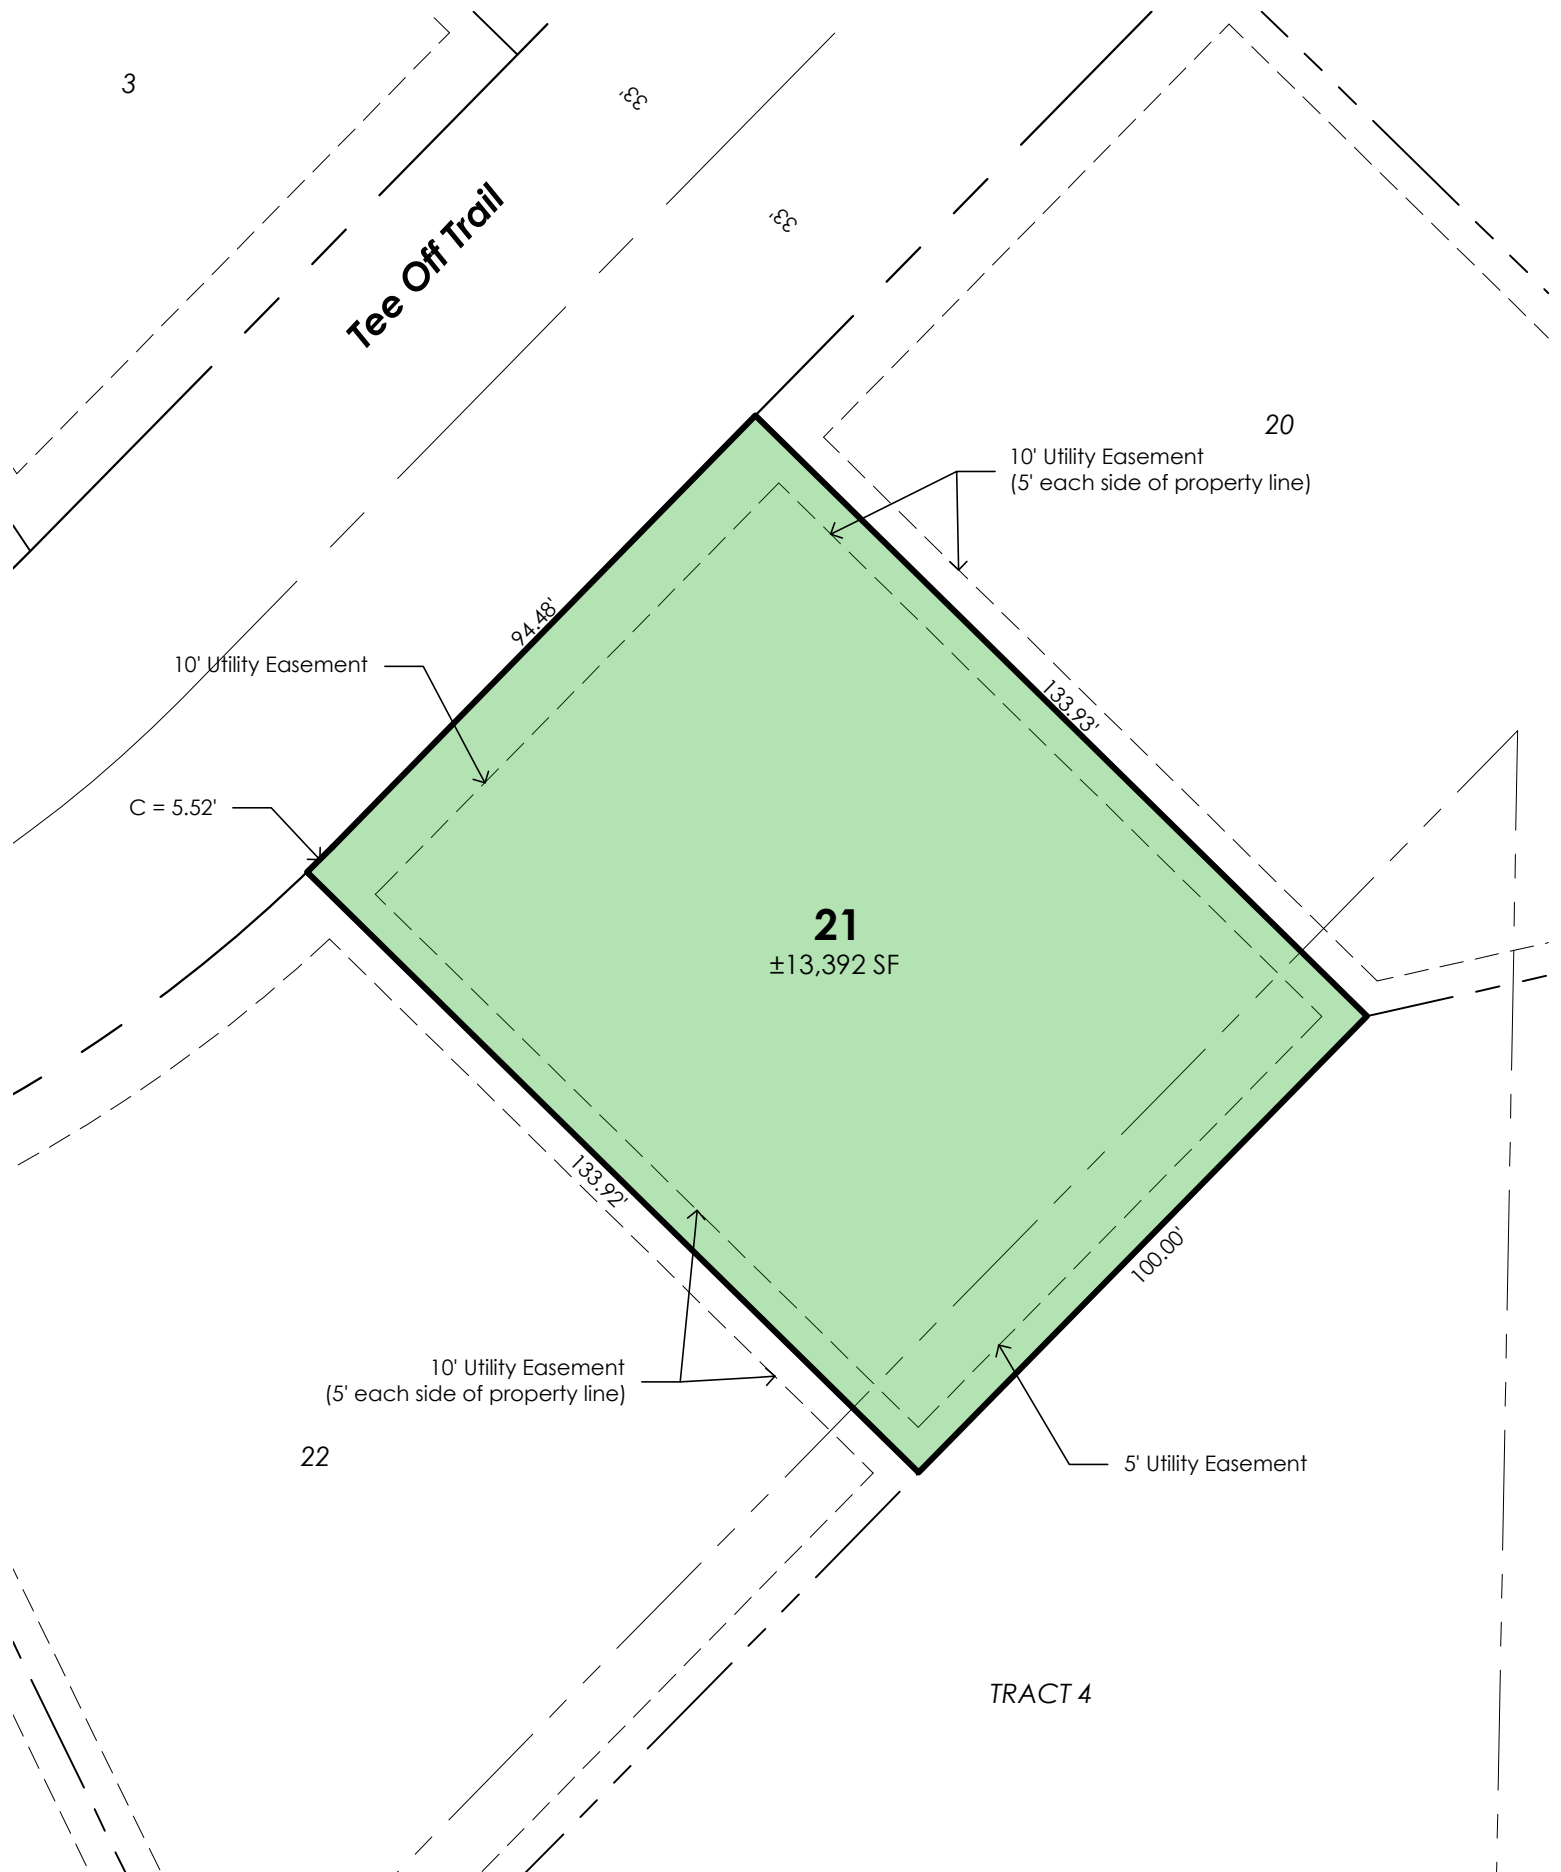 3
33'
Tee Off Trail
33'
20
10' Utility Easement
(5' each side of property line)
94.48'
10' Utility Easement
133.93'
C = 5.52'
21
±13,392 SF
133.92'
100.00'
10' Utility Easement
(5' each side of property line)
22
5' Utility Easement
TRACT 4